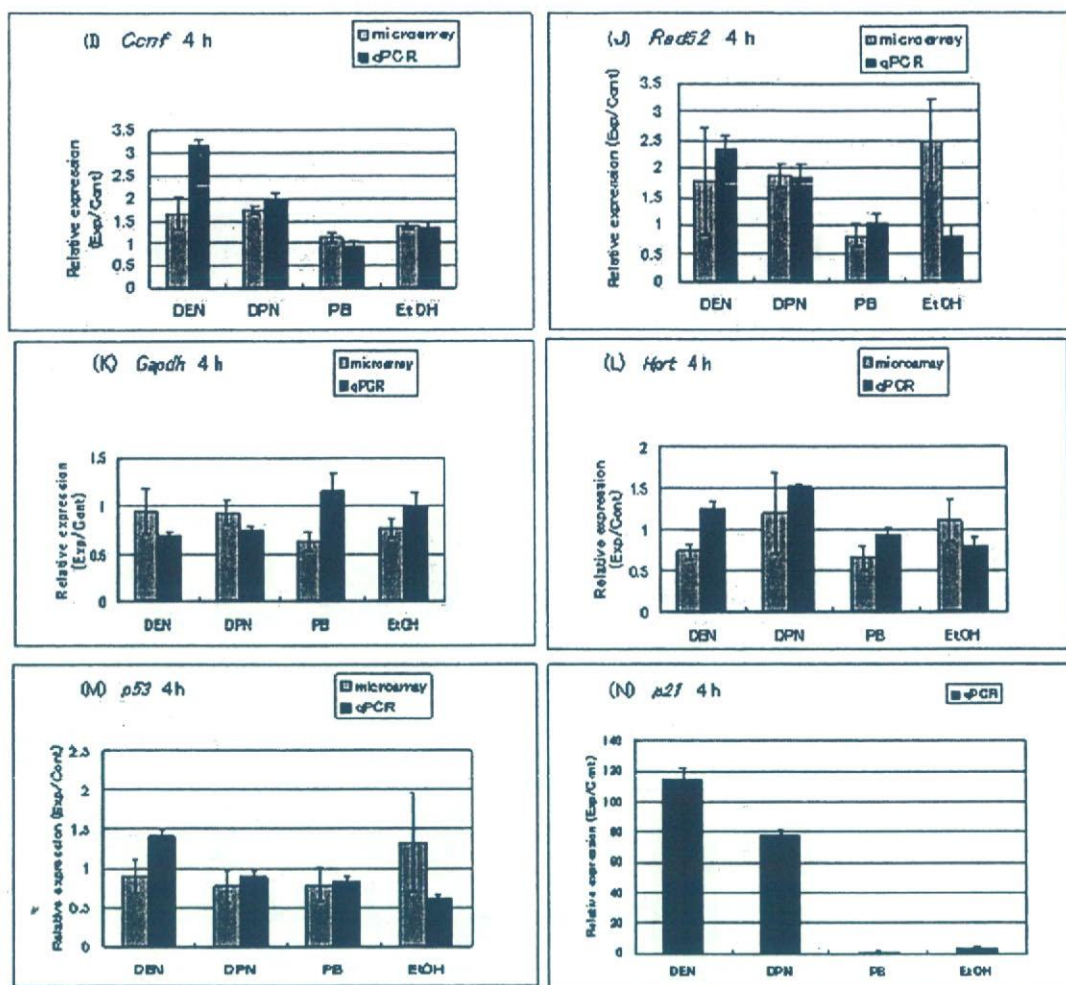 (I) Ccnf 4 h
microarray
qPCR
Relative expression
(Exp/Cont)
3.5
3
2.5
2
1.5
1
0.5
0
DEN DPN PB EtOH
(J) Rad52 4 h
microarray
qPCR
Relative expression (Exp/Cont)
3.5
3
2.5
2
1.5
1
0.5
0
DEN DPN PB EtOH
(K) Gapdh 4 h
microarray
qPCR
Relative expression
(Exp/Cont)
1.5
1
0.5
0
DEN DPN PB EtOH
(L) Hprt 4 h
microarray
qPCR
Relative expression
(Exp/Cont)
2
1.5
1
0.5
0
DEN DPN PB EtOH
(M) p53 4 h
microarray
qPCR
Relative expression (Exp/Cont)
2.5
2
1.5
1
0.5
0
DEN DPN PB EtOH
(N) p21 4 h
qPCR
Relative expression (Exp/Cont)
140
120
100
80
60
40
20
0
DEN DPN PB EtOH